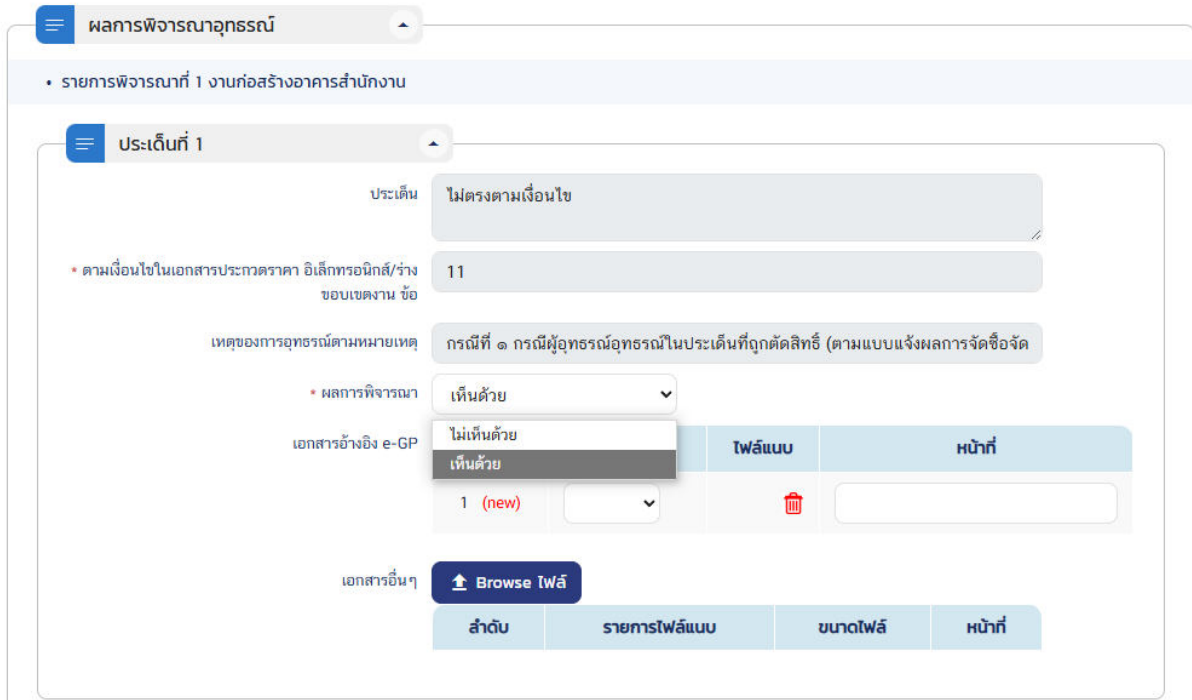 ผลการพิจารณาอุทธรณ์
• รายการพิจารณาที่ 1 งานก่อสร้างอาคารสำนักงาน
ประเด็นที่ 1
ประเด็น
ไม่ตรงตามเงื่อนไข
* ตามเงื่อนไขในเอกสารประกวดราคา อิเล็กทรอนิกส์/ร่าง
ขอบเขตงาน ข้อ
11
เหตุของการอุทธรณ์ตามหมายเหตุ
กรณีที่ ๑ กรณีผู้อุทธรณ์อุทธรณ์ในประเด็นที่ถูกตัดสิทธิ์ (ตามแบบแจ้งผลการจัดซื้อจัด
* ผลการพิจารณา
เห็นด้วย
ไม่เห็นด้วย
เห็นด้วย
เอกสารอ้างอิง e-GP
ไฟล์แนบ หน้าที่
1 (new)
เอกสารอื่นๆ
Browse ไฟล์
ลำดับ รายการไฟล์แนบ ขนาดไฟล์ หน้าที่